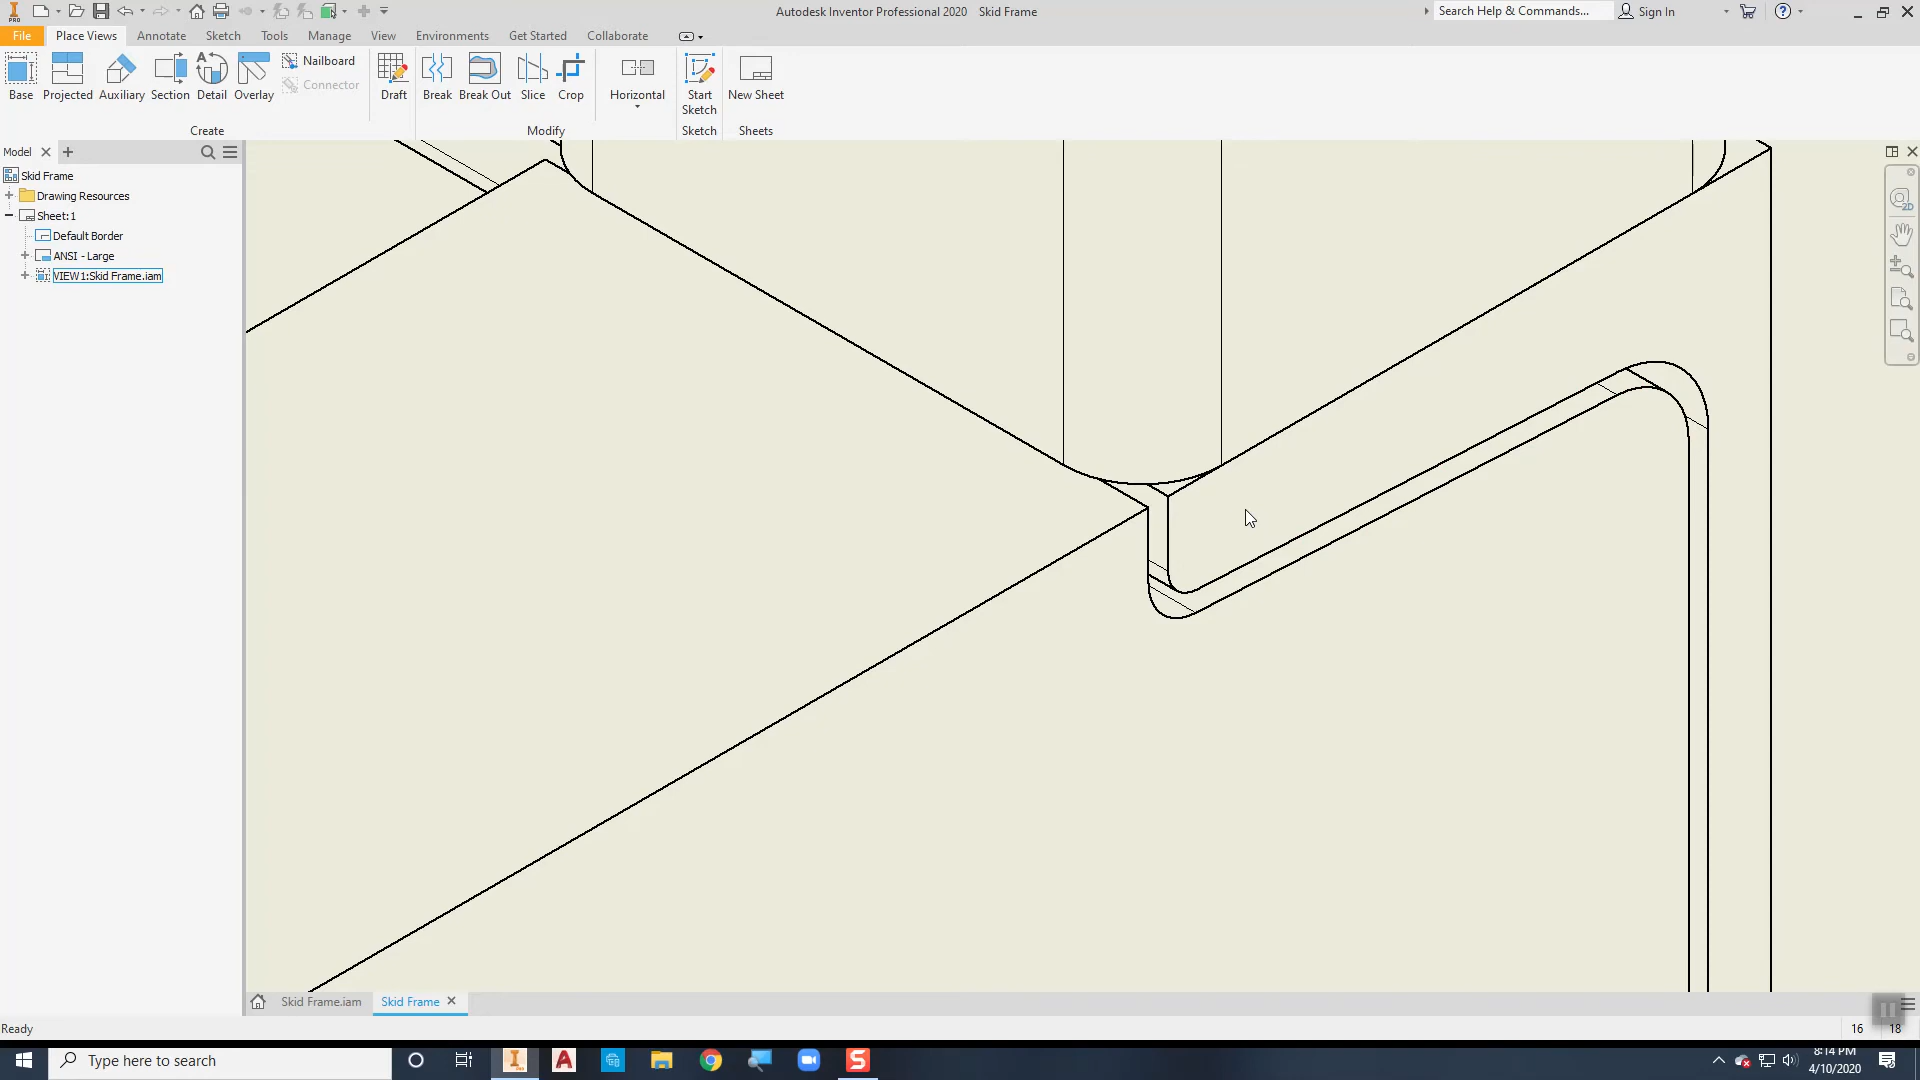 PRO
Autodesk Inventor Professional 2020 Skid Frame
Search Help & Commands...
Sign In
File
Place Views
Annotate
Sketch
Tools
Manage
View
Environments
Get Started
Collaborate
Base
Projected
Auxiliary
Section
Detail
Overlay
Nailboard
Connector
Draft
Break
Break Out
Slice
Crop
Horizontal
Start
Sketch
New Sheet
Create
Modify
Sketch
Sheets
Model
Skid Frame
Drawing Resources
Sheet:1
Default Border
ANSI - Large
VIEW1:Skid Frame.iam
2D
Skid Frame.iam
Skid Frame
Ready
16
18
Type here to search
8:14 PM
4/10/2020